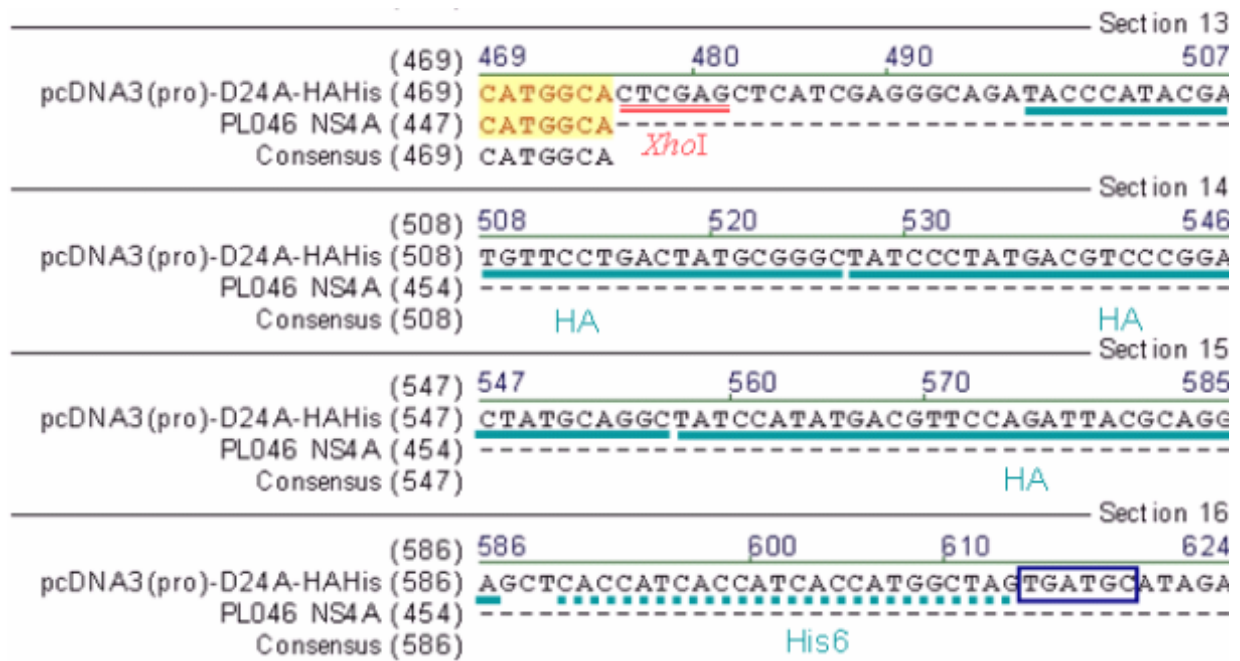 Section 13
(469) 469 480 490 507
pcDNA3(pro)-D24A-HAHis (469) CATGGCACTCGAGCTCATCGAGGGCAGATACCCATACGA
PL046 NS4A (447) CATGGCA--------------------------------
Consensus (469) CATGGCA
XhoI
Section 14
(508) 508 520 530 546
pcDNA3(pro)-D24A-HAHis (508) TGTTCCTGACTATGCGGGCTATCCCTATGACGTCCCGGA
PL046 NS4A (454) ---------------------------------------
Consensus (508)
HA HA
Section 15
(547) 547 560 570 585
pcDNA3(pro)-D24A-HAHis (547) CTATGCAGGCTATCCATATGACGTTCCAGATTACGCAGG
PL046 NS4A (454) ---------------------------------------
Consensus (547)
HA
Section 16
(586) 586 600 610 624
pcDNA3(pro)-D24A-HAHis (586) AGCTCACCATCACCATCACCATGGCTAGTGATGCATAGA
PL046 NS4A (454) ---------------------------------------
Consensus (586)
His6